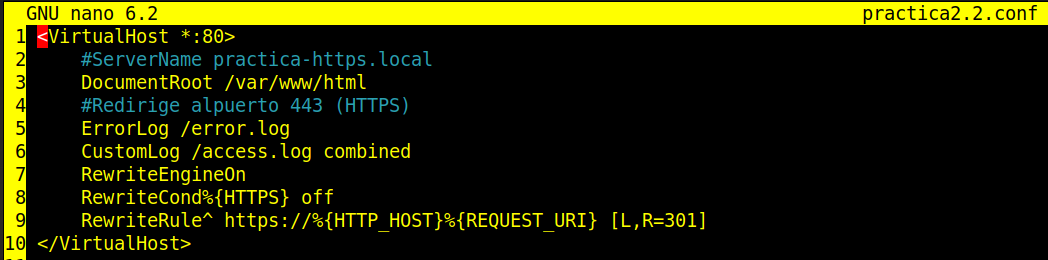 GNU nano 6.2 practica2.2.conf
1 <VirtualHost *:80>
2 #ServerName practica-https.local
3 DocumentRoot /var/www/html
4 #Redirige alpuerto 443 (HTTPS)
5 ErrorLog /error.log
6 CustomLog /access.log combined
7 RewriteEngineOn
8 RewriteCond%{HTTPS} off
9 RewriteRule^ https://%{HTTP_HOST}%{REQUEST_URI} [L,R=301]
10 </VirtualHost>